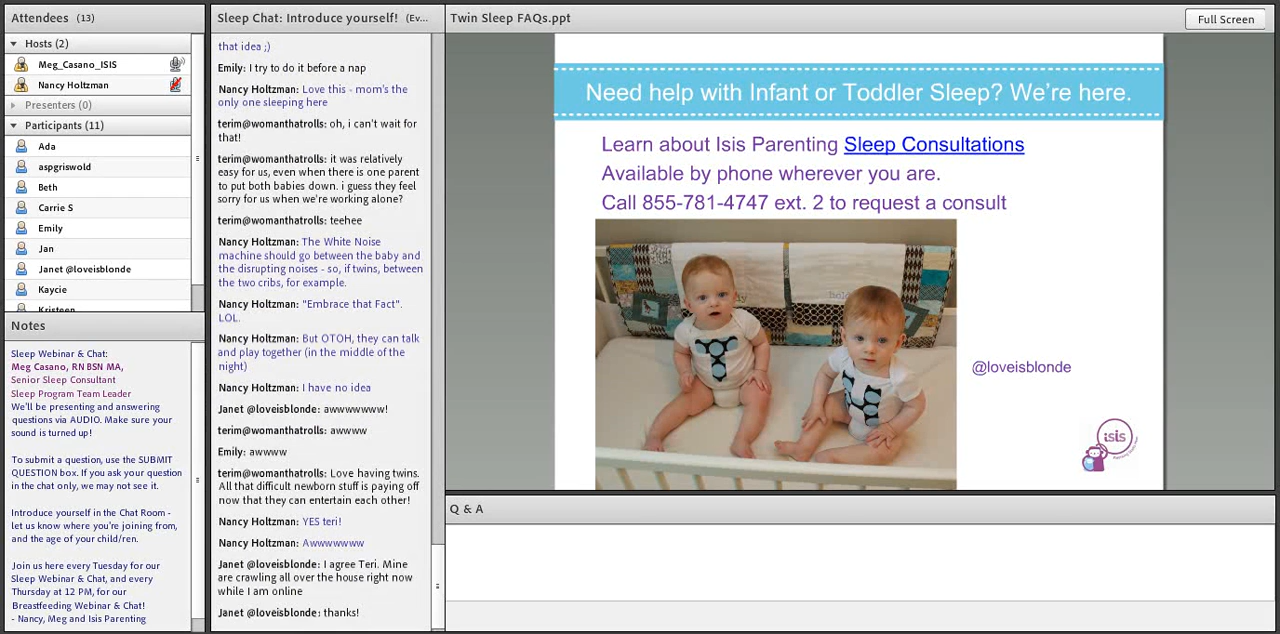 Attendees (13)
Hosts (2)
Meg_Casano_ISIS
Nancy Holtzman
Presenters (0)
Participants (11)
Ada
aspgriswold
Beth
Carrie S
Emily
Jan
Janet @loveisblonde
Kaycie
Kristeen
Notes
Sleep Webinar & Chat:
Meg Casano, RN BSN MA,
Senior Sleep Consultant
Sleep Program Team Leader
We'll be presenting and answering
questions via AUDIO. Make sure your
sound is turned up!
To submit a question, use the SUBMIT
QUESTION box. If you ask your question
in the chat only, we may not see it.
Introduce yourself in the Chat Room -
let us know where you're joining from,
and the age of your child/ren.
Join us here every Tuesday for our
Sleep Webinar & Chat, and every
Thursday at 12 PM, for our
Breastfeeding Webinar & Chat!
- Nancy, Meg and Isis Parenting
Sleep Chat: Introduce yourself! (Ev...
that idea ;)
Emily: I try to do it before a nap
Nancy Holtzman: Love this - mom's the
only one sleeping here
terim@womanthatrolls: oh, i can't wait for
that!
terim@womanthatrolls: it was relatively
easy for us, even when there is one parent
to put both babies down. i guess they feel
sorry for us when we're working alone?
terim@womanthatrolls: teehee
Nancy Holtzman: The White Noise
machine should go between the baby and
the disrupting noises - so, if twins, between
the two cribs, for example.
Nancy Holtzman: "Embrace that Fact".
LOL.
Nancy Holtzman: But OTOH, they can talk
and play together (in the middle of the
night)
Nancy Holtzman: I have no idea
Janet @loveisblonde: awwwwwww!
terim@womanthatrolls: awwww
Emily: awwww
terim@womanthatrolls: Love having twins.
All that difficult newborn stuff is paying off
now that they can entertain each other!
Nancy Holtzman: YES teri!
Nancy Holtzman: Awwwwwww
Janet @loveisblonde: I agree Teri. Mine
are crawling all over the house right now
while I am online
Janet @loveisblonde: thanks!
Twin Sleep FAQs.ppt
Full Screen
Need help with Infant or Toddler Sleep? We're here.
Learn about Isis Parenting Sleep Consultations
Available by phone wherever you are.
Call 855-781-4747 ext. 2 to request a consult
@loveisblonde
isis
Q & A